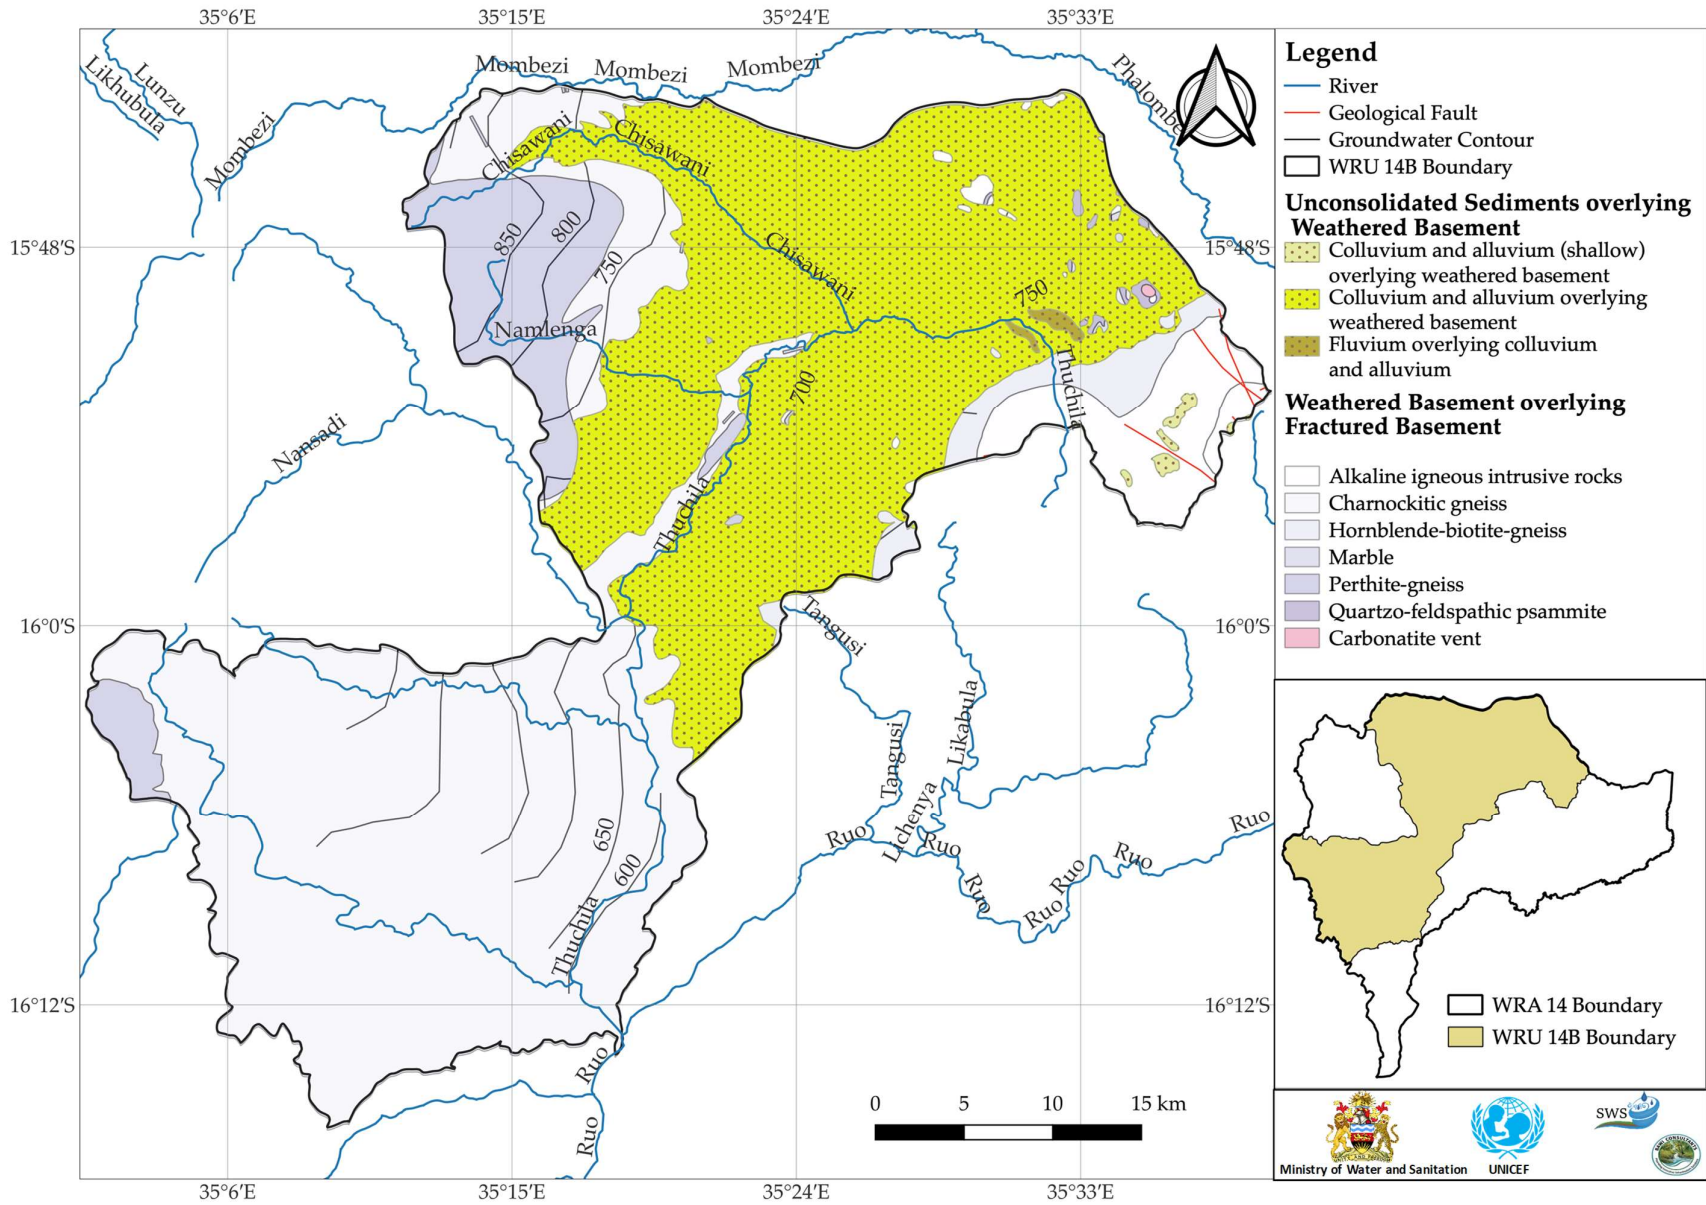 35°6′E
35°15′E
35°24′E
35°33′E
Likhubula
Lunzu
Mombezi
Mombezi
Mombezi
Mombezi
Phalombe
Chisawani
Chisawani
Chisawani
15°48′S
15°48′S
850
800
750
750
700
Namlenga
Nansadi
Thuchila
Thuchila
16°0′S
16°0′S
Tangusi
Tangusi
Likabula
Lichenya
Ruo
Ruo
Ruo
Ruo
Ruo
Ruo
Ruo
650
600
Thuchila
16°12′S
16°12′S
Ruo
Ruo
0 5 10 15 km
35°6′E
35°15′E
35°24′E
35°33′E
Legend
River
Geological Fault
Groundwater Contour
WRU 14B Boundary
Unconsolidated Sediments overlying
Weathered Basement
Colluvium and alluvium (shallow)
overlying weathered basement
Colluvium and alluvium overlying
weathered basement
Fluvium overlying colluvium
and alluvium
Weathered Basement overlying
Fractured Basement
Alkaline igneous intrusive rocks
Charnockitic gneiss
Hornblende-biotite-gneiss
Marble
Perthite-gneiss
Quartzo-feldspathic psammite
Carbonatite vent
WRA 14 Boundary
WRU 14B Boundary
Ministry of Water and Sanitation
UNICEF
SWS